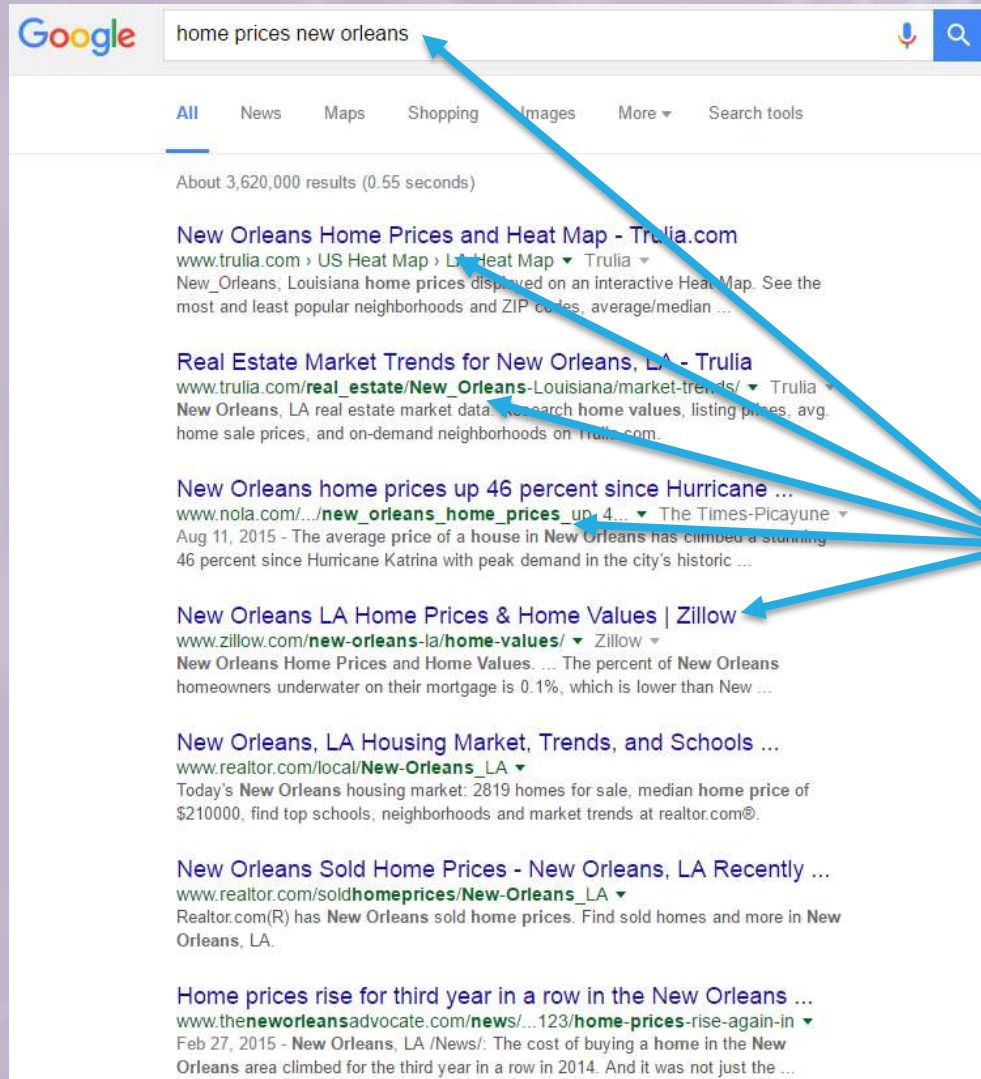 Google home prices new orleans
All News Maps Shopping Images More Search tools
About 3,620,000 results (0.55 seconds)
New Orleans Home Prices and Heat Map - Trulia.com
www.trulia.com › US Heat Map › LA Heat Map Trulia
New_Orleans, Louisiana home prices displayed on an interactive Heat Map. See the
most and least popular neighborhoods and ZIP codes, average/median ...
Real Estate Market Trends for New Orleans, LA - Trulia
www.trulia.com/real_estate/New_Orleans-Louisiana/market-trends/ Trulia
New Orleans, LA real estate market data. Research home values, listing prices, avg.
home sale prices, and on-demand neighborhoods on Trulia.com.
New Orleans home prices up 46 percent since Hurricane ...
www.nola.com/.../new_orleans_home_prices_up_4... The Times-Picayune
Aug 11, 2015 - The average price of a house in New Orleans has climbed a stunning
46 percent since Hurricane Katrina with peak demand in the city's historic ...
New Orleans LA Home Prices & Home Values | Zillow
www.zillow.com/new-orleans-la/home-values/ Zillow
New Orleans Home Prices and Home Values. ... The percent of New Orleans
homeowners underwater on their mortgage is 0.1%, which is lower than New ...
New Orleans, LA Housing Market, Trends, and Schools ...
www.realtor.com/local/New-Orleans_LA
Today's New Orleans housing market: 2819 homes for sale, median home price of
$210000, find top schools, neighborhoods and market trends at realtor.com®.
New Orleans Sold Home Prices - New Orleans, LA Recently ...
www.realtor.com/soldhomeprices/New-Orleans_LA
Realtor.com(R) has New Orleans sold home prices. Find sold homes and more in New
Orleans, LA.
Home prices rise for third year in a row in the New Orleans ...
www.theneworleansadvocate.com/news/...123/home-prices-rise-again-in
Feb 27, 2015 - New Orleans, LA /News/: The cost of buying a home in the New
Orleans area climbed for the third year in a row in 2014. And it was not just the ...